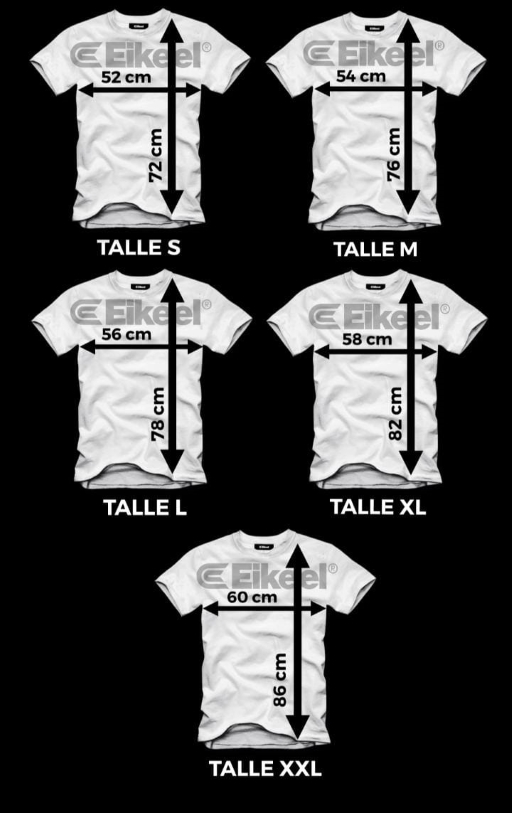 Eikeel®
52 cm
72 cm
TALLE S
Eikeel®
54 cm
76 cm
TALLE M
Eikeel®
56 cm
78 cm
TALLE L
Eikeel®
58 cm
82 cm
TALLE XL
Eikeel
Eikeel®
60 cm
86 cm
TALLE XXL